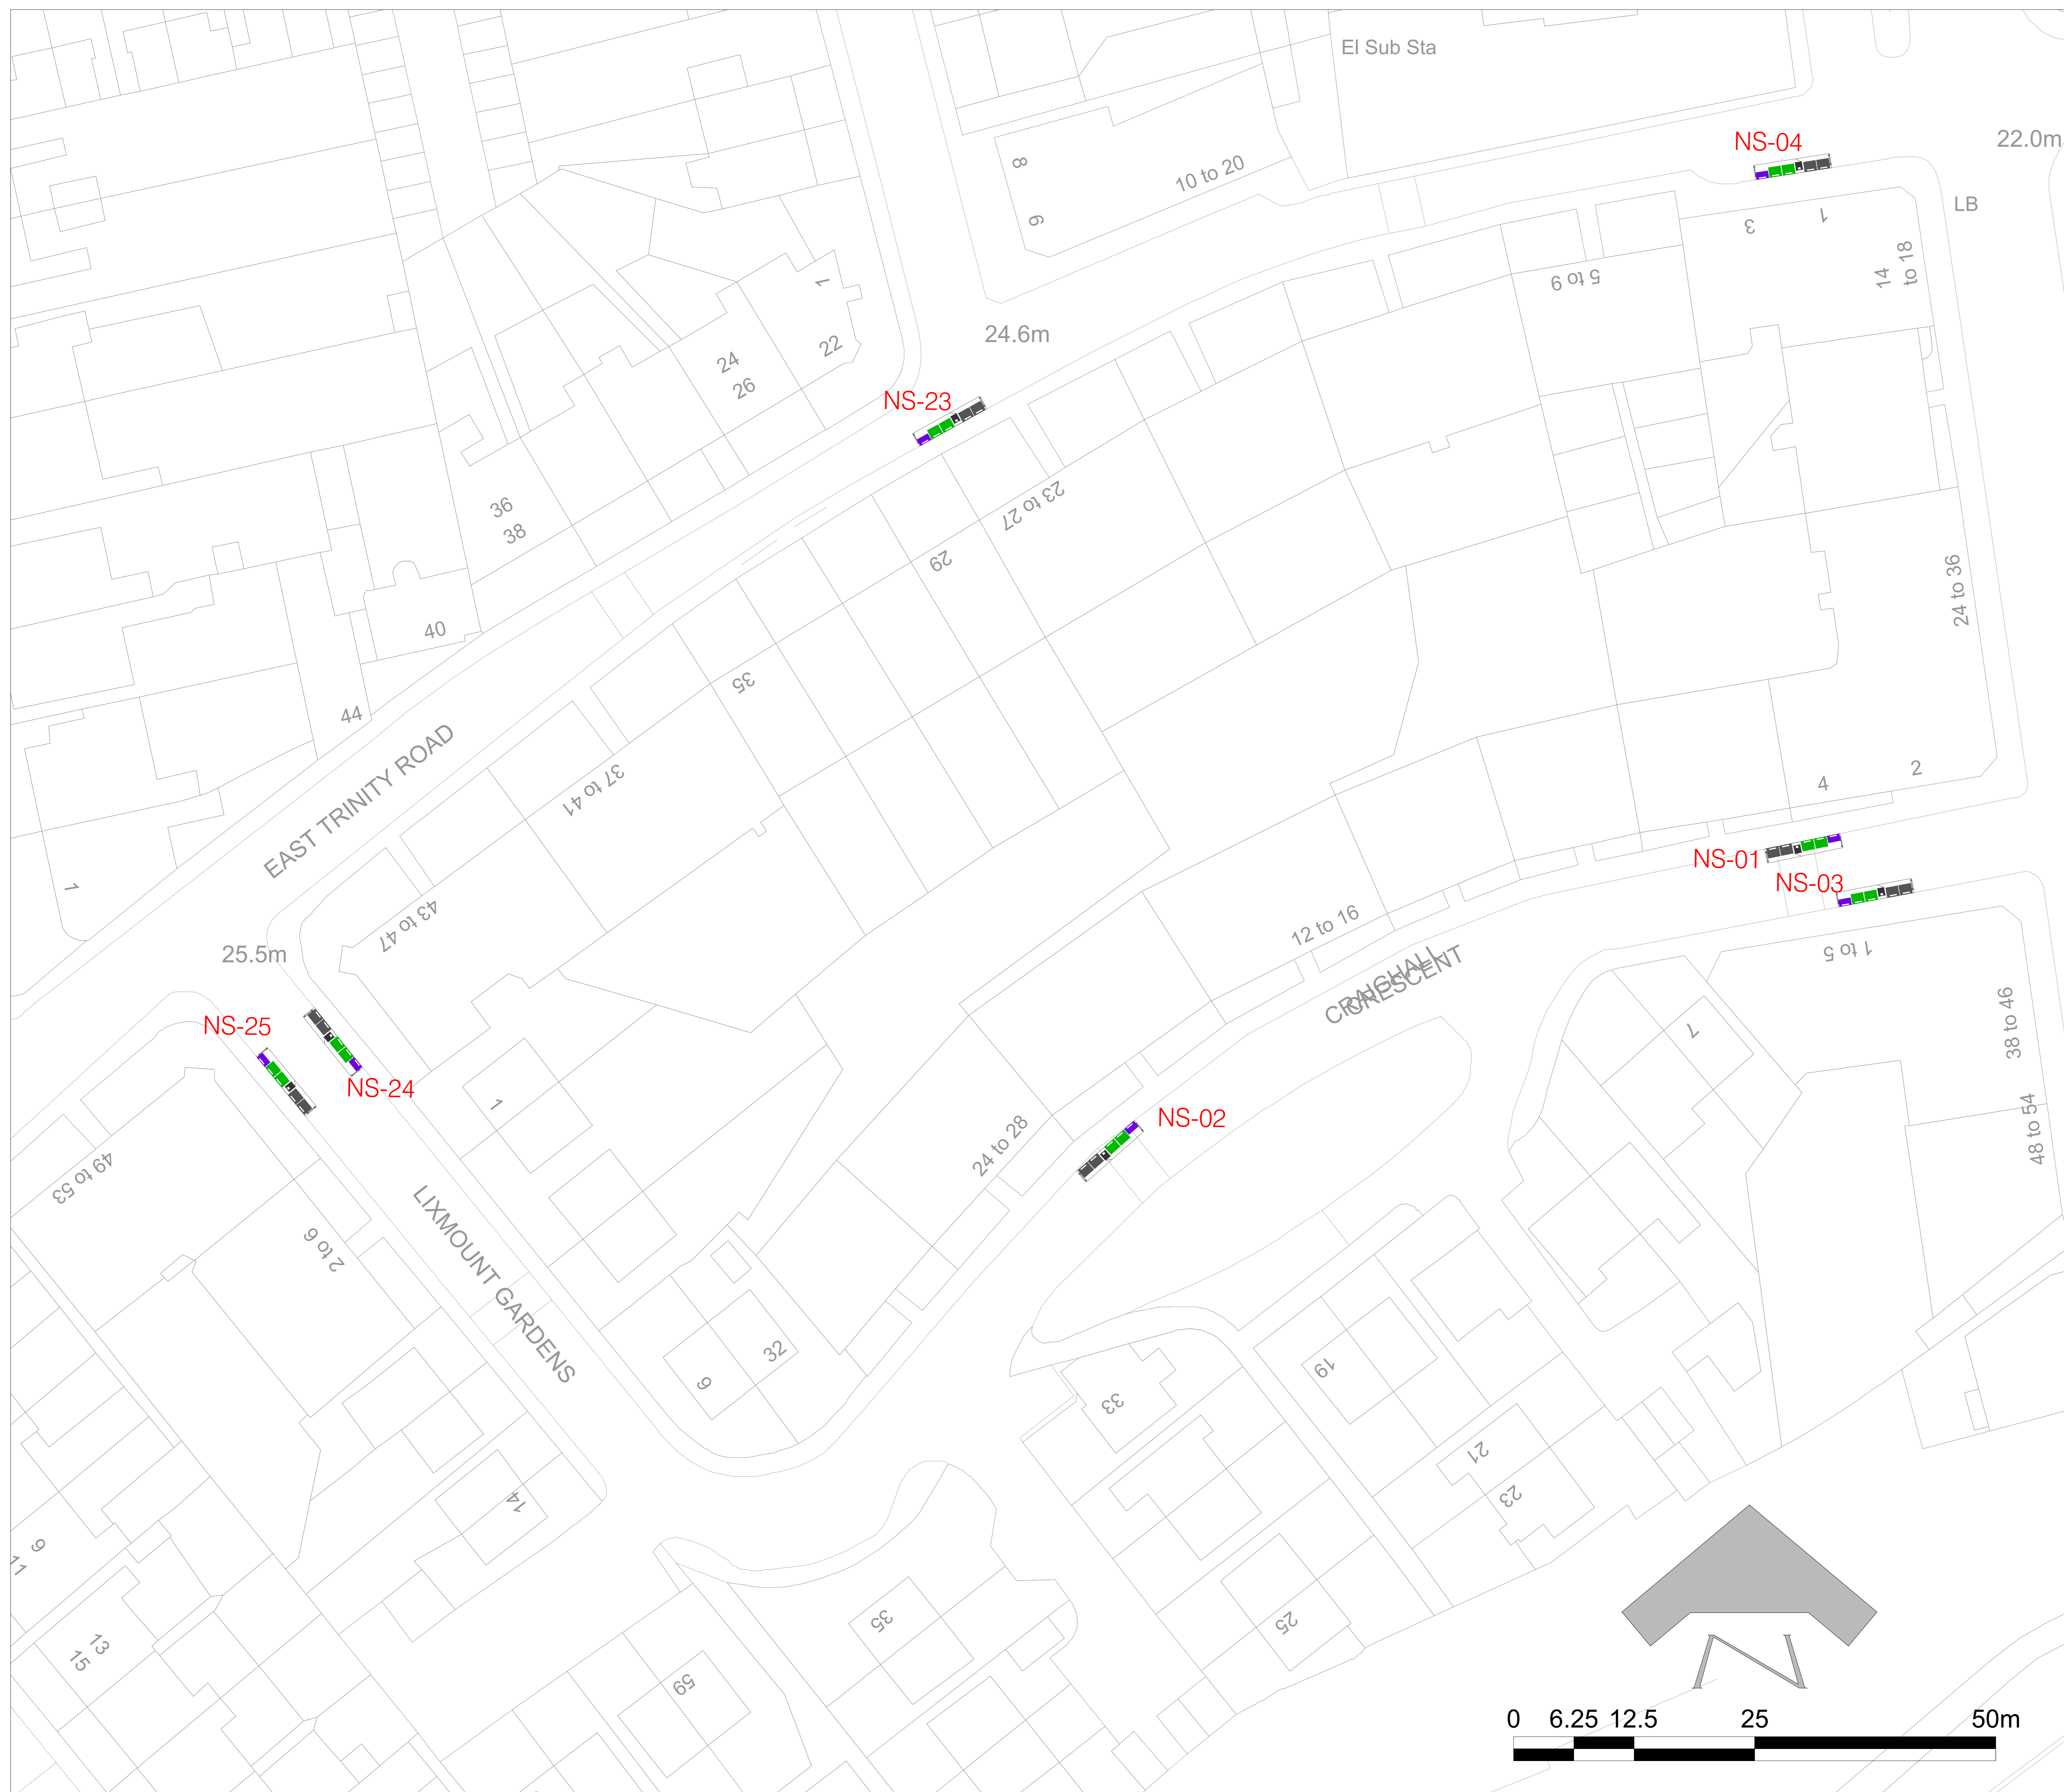 El Sub Sta
NS-04
22.0m
8
10 to 20
6
LB
3
1
14
to 18
5 to 9
1
24.6m
22
24
26
NS-23
23 to 27
36
38
29
24 to 36
40
35
44
EAST TRINITY ROAD
37 to 41
4
2
NS-01
1
NS-03
43 to 47
12 to 16
1 to 5
25.5m
CRAIGHALL
CRESCENT
38 to 46
NS-25
7
NS-24
1
NS-02
48 to 54
24 to 28
49 to 53
LIXMOUNT GARDENS
2 to 6
32
19
9
33
21
14
23
9
11
35
25
13
15
59
N
0 6.25 12.5 25 50m